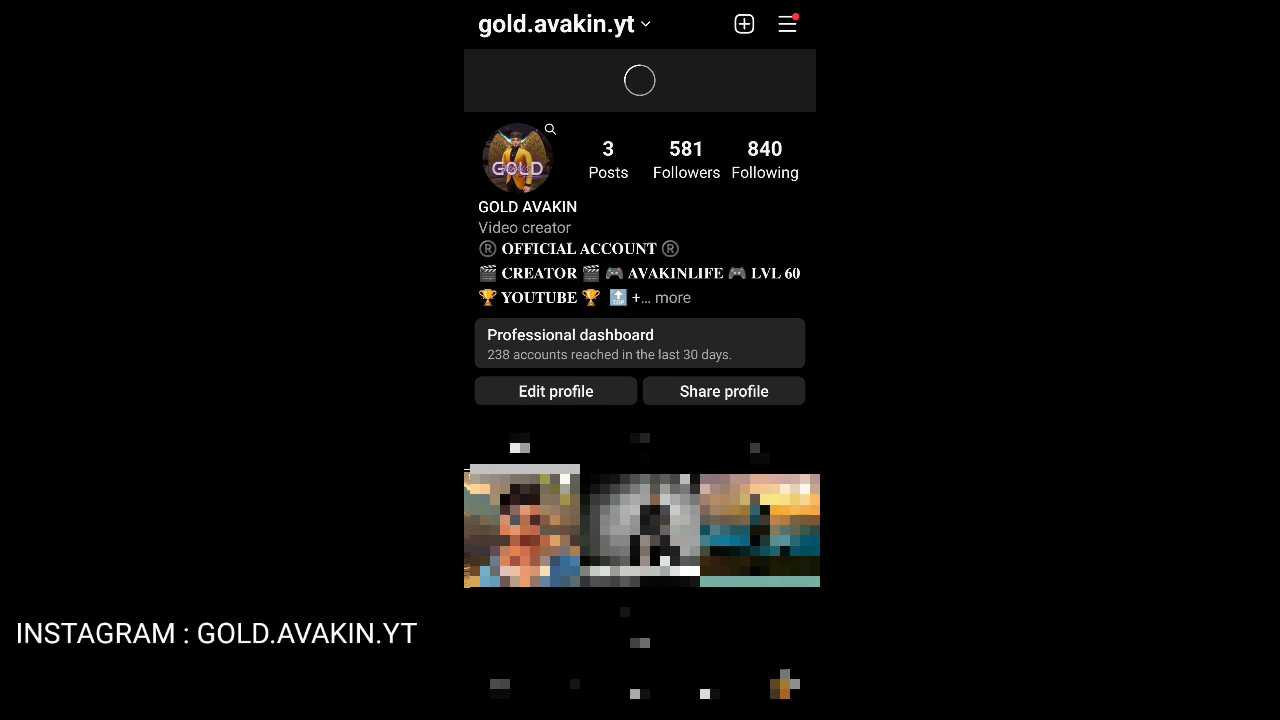 gold.avakin.yt
GOLD
3 581 840
Posts Followers Following
GOLD AVAKIN
Video creator
® OFFICIAL ACCOUNT ®
🎬 CREATOR 🎬 🎮 AVAKINLIFE 🎮 LVL 60
🏆 YOUTUBE 🏆 🔝 +... more
Professional dashboard
238 accounts reached in the last 30 days.
Edit profile Share profile
INSTAGRAM : GOLD.AVAKIN.YT